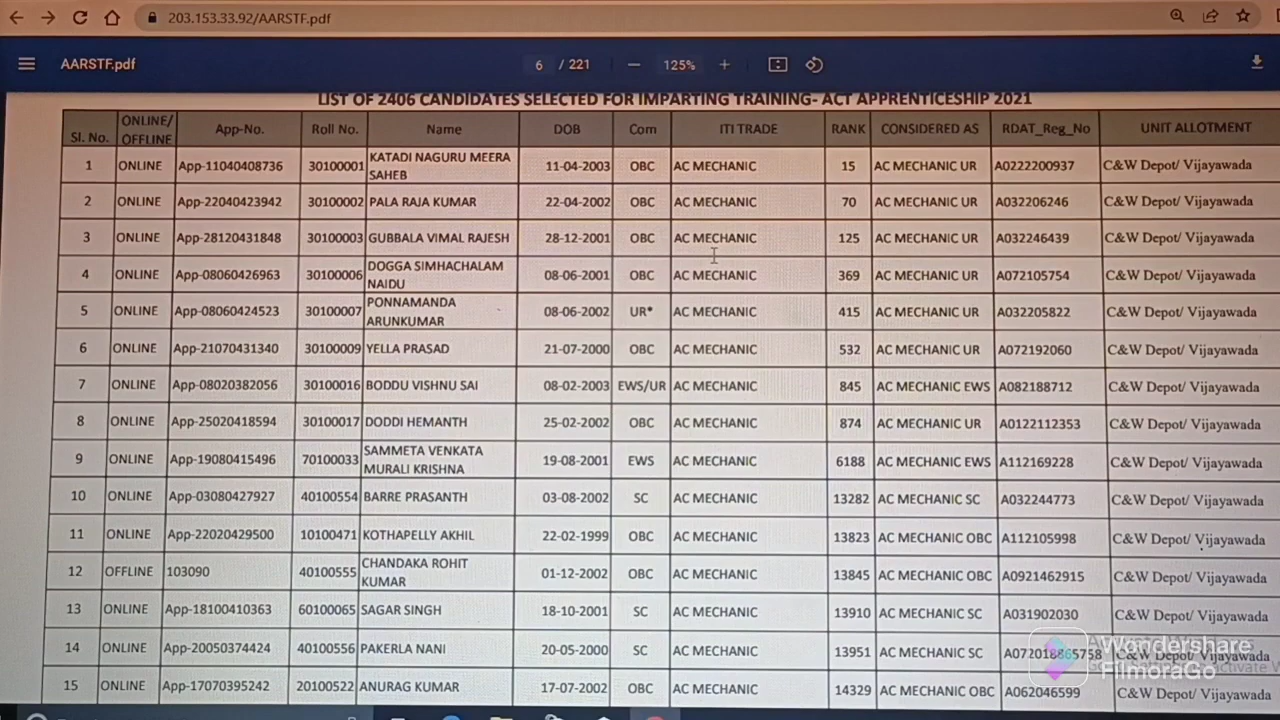 203.153.33.92/AARSTF.pdf
AARSTF.pdf
6 / 221
125%
LIST OF 2406 CANDIDATES SELECTED FOR IMPARTING TRAINING- ACT APPRENTICESHIP 2021
Sl. No. ONLINE/ OFFLINE App-No. Roll No. Name DOB Com ITI TRADE RANK CONSIDERED AS RDAT_Reg_No UNIT ALLOTMENT
1 ONLINE App-11040408736 30100001 KATADI NAGURU MEERA SAHEB 11-04-2003 OBC AC MECHANIC 15 AC MECHANIC UR A0222200937 C&W Depot/ Vijayawada
2 ONLINE App-22040423942 30100002 PALA RAJA KUMAR 22-04-2002 OBC AC MECHANIC 70 AC MECHANIC UR A032206246 C&W Depot/ Vijayawada
3 ONLINE App-28120431848 30100003 GUBBALA VIMAL RAJESH 28-12-2001 OBC AC MECHANIC 125 AC MECHANIC UR A032246439 C&W Depot/ Vijayawada
4 ONLINE App-08060426963 30100006 DOGGA SIMHACHALAM NAIDU 08-06-2001 OBC AC MECHANIC 369 AC MECHANIC UR A072105754 C&W Depot/ Vijayawada
5 ONLINE App-08060424523 30100007 PONNAMANDA ARUNKUMAR 08-06-2002 UR* AC MECHANIC 415 AC MECHANIC UR A032205822 C&W Depot/ Vijayawada
6 ONLINE App-21070431340 30100009 YELLA PRASAD 21-07-2000 OBC AC MECHANIC 532 AC MECHANIC UR A072192060 C&W Depot/ Vijayawada
7 ONLINE App-08020382056 30100016 BODDU VISHNU SAI 08-02-2003 EWS/UR AC MECHANIC 845 AC MECHANIC EWS A082188712 C&W Depot/ Vijayawada
8 ONLINE App-25020418594 30100017 DODDI HEMANTH 25-02-2002 OBC AC MECHANIC 874 AC MECHANIC UR A0122112353 C&W Depot/ Vijayawada
9 ONLINE App-19080415496 70100033 SAMMETA VENKATA MURALI KRISHNA 19-08-2001 EWS AC MECHANIC 6188 AC MECHANIC EWS A112169228 C&W Depot/ Vijayawada
10 ONLINE App-03080427927 40100554 BARRE PRASANTH 03-08-2002 SC AC MECHANIC 13282 AC MECHANIC SC A032244773 C&W Depot/ Vijayawada
11 ONLINE App-22020429500 10100471 KOTHAPELLY AKHIL 22-02-1999 OBC AC MECHANIC 13823 AC MECHANIC OBC A112105998 C&W Depot/ Vijayawada
12 OFFLINE 103090 40100555 CHANDAKA ROHIT KUMAR 01-12-2002 OBC AC MECHANIC 13845 AC MECHANIC OBC A0921462915 C&W Depot/ Vijayawada
13 ONLINE App-18100410363 60100065 SAGAR SINGH 18-10-2001 SC AC MECHANIC 13910 AC MECHANIC SC A031902030 C&W Depot/ Vijayawada
14 ONLINE App-20050374424 40100556 PAKERLA NANI 20-05-2000 SC AC MECHANIC 13951 AC MECHANIC SC A072018865758 C&W Depot/ Vijayawada
15 ONLINE App-17070395242 20100522 ANURAG KUMAR 17-07-2002 OBC AC MECHANIC 14329 AC MECHANIC OBC A062046599 C&W Depot/ Vijayawada
Wondershare
FilmoraGo